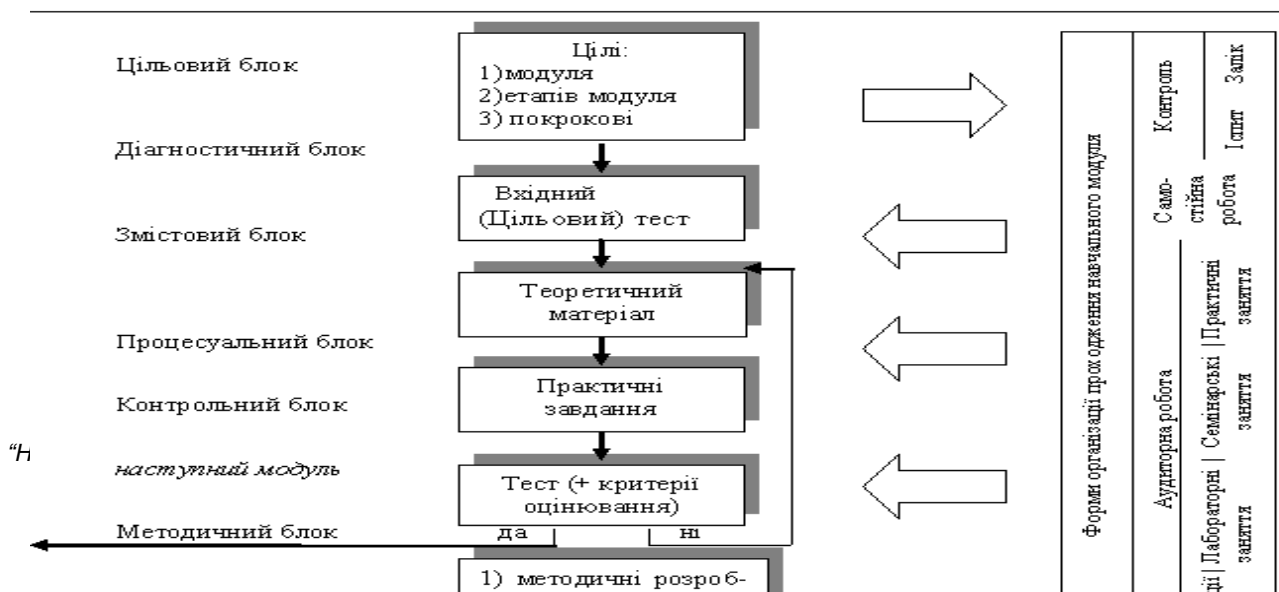 Цільовий блок
Діагностичний блок
Змістовий блок
Процесуальний блок
Контрольний блок
“Н
наступний модуль
Методичний блок
Цілі:
1)модуля
2)етапів модуля
3) покрокові
Вхідний
(Цільовий) тест
Теоретичний
матеріал
Практичні
завдання
Тест (+ критерії
оцінювання)
да
ні
1) методичні розроб-
Форми організації проходження навчального модуля
Аудиторна робота
Само-
стійна
робота
Контроль
Лабораторні | Семінарські | Практичні
заняття заняття заняття
Іспит Залік